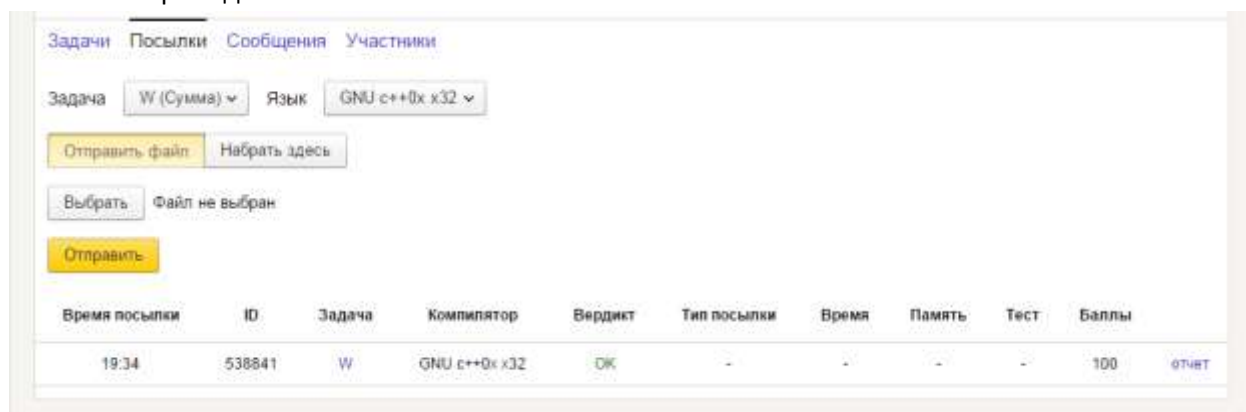 Задачи Посылки Сообщения Участники
Задача W (Сумма) Язык GNU c++0x x32
Отправить файл Набрать здесь
Выбрать Файл не выбран
Отправить
Время посылки ID Задача Компилятор Вердикт Тип посылки Время Память Тест Баллы
19:34 538841 W GNU c++0x x32 OK - - - - 100 отчет